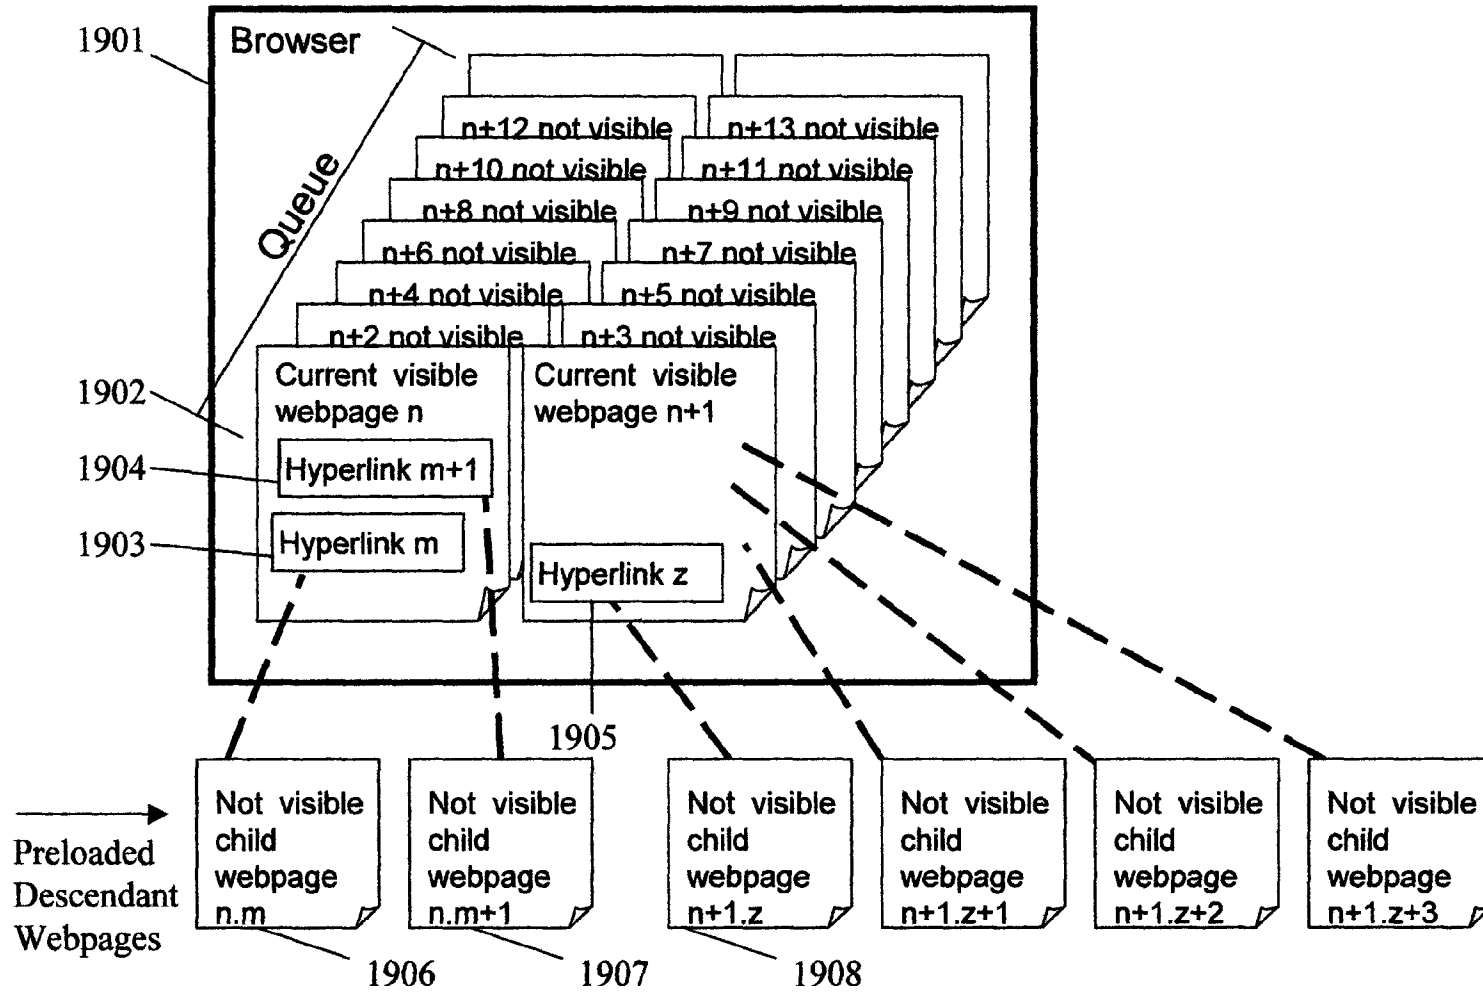 1901
Browser
Queue
n+12 not visible
n+13 not visible
n+10 not visible
n+11 not visible
n+8 not visible
n+9 not visible
n+6 not visible
n+7 not visible
n+4 not visible
n+5 not visible
n+2 not visible
n+3 not visible
1902
Current visible
webpage n
Current visible
webpage n+1
1904
Hyperlink m+1
1903
Hyperlink m
Hyperlink z
1905
Preloaded
Descendant
Webpages
Not visible
child
webpage
n.m
Not visible
child
webpage
n.m+1
Not visible
child
webpage
n+1.z
Not visible
child
webpage
n+1.z+1
Not visible
child
webpage
n+1.z+2
Not visible
child
webpage
n+1.z+3
1906
1907
1908